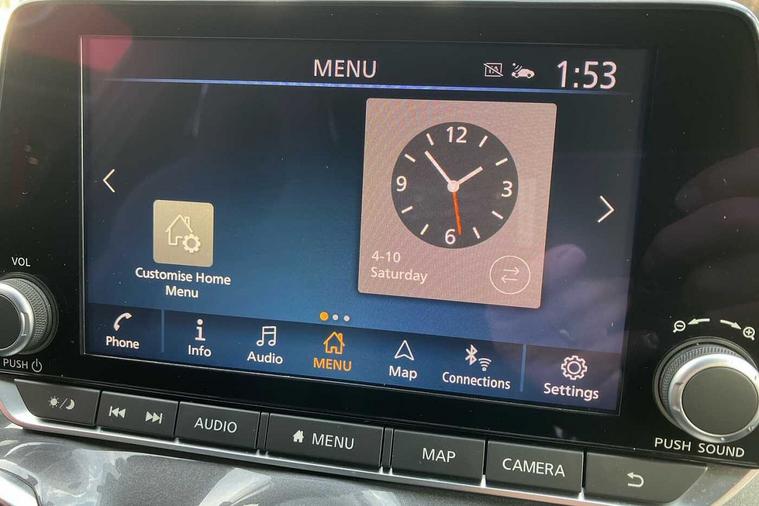 MENU
1:53
12
9
3
6
4-10
Saturday
Customise Home
Menu
VOL
PUSH
Phone
Info
Audio
MENU
Map
Connections
Settings
PUSH SOUND
AUDIO
MENU
MAP
CAMERA